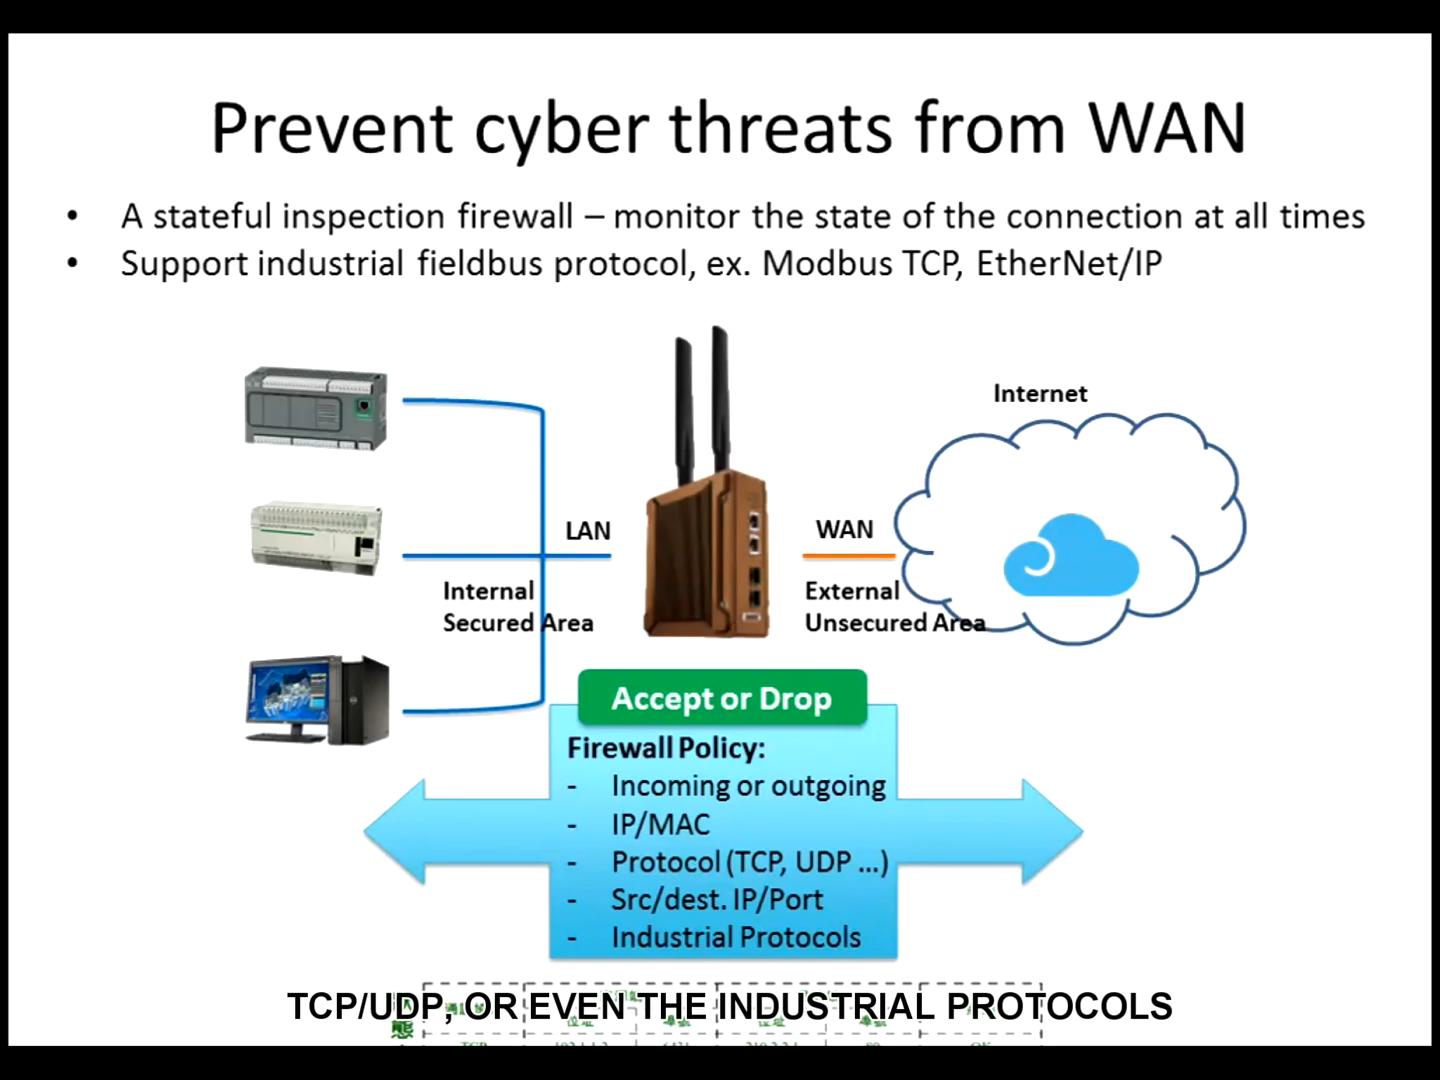 Prevent cyber threats from WAN
• A stateful inspection firewall – monitor the state of the connection at all times
• Support industrial fieldbus protocol, ex. Modbus TCP, EtherNet/IP
Internet
LAN
WAN
Internal
Secured Area
External
Unsecured Area
Accept or Drop
Firewall Policy:
- Incoming or outgoing
- IP/MAC
- Protocol (TCP, UDP ...)
- Src/dest. IP/Port
- Industrial Protocols
TCP/UDP, OR EVEN THE INDUSTRIAL PROTOCOLS
態